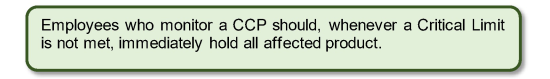 Employees who monitor a CCP should, whenever a Critical Limit
is not met, immediately hold all affected product.